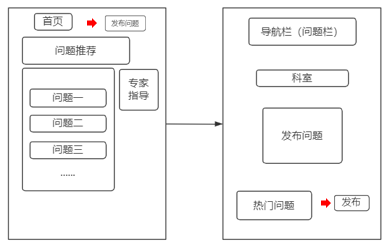 首页
发布问题
问题推荐
专家
指导
问题一
问题二
问题三
......
导航栏（问题栏）
科室
发布问题
热门问题
发布